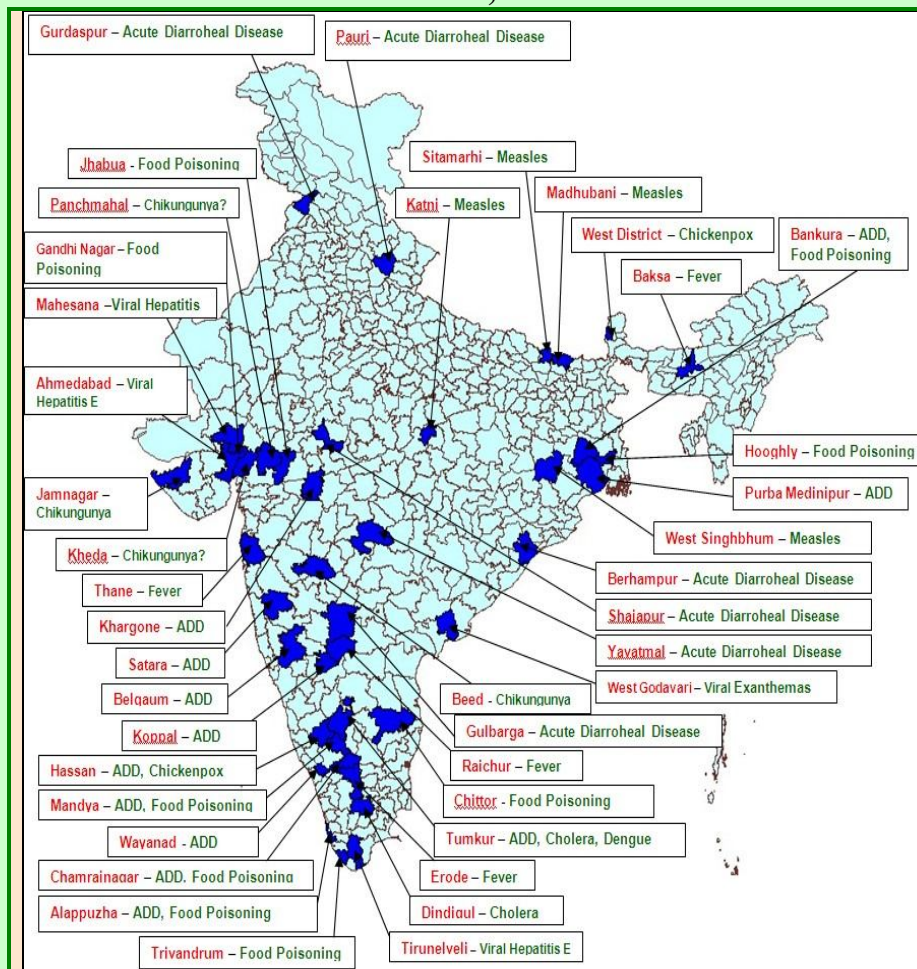 Gurdaspur – Acute Diarroheal Disease
Pauri – Acute Diarroheal Disease
Jhabua - Food Poisoning
Sitamarhi – Measles
Madhubani – Measles
Panchmahal – Chikungunya?
Katni – Measles
West District – Chickenpox
Bankura – ADD,
Food Poisoning
Gandhi Nagar – Food
Poisoning
Baksa – Fever
Mahesana –Viral Hepatitis
Ahmedabad – Viral
Hepatitis E
Hooghly – Food Poisoning
Jamnagar –
Chikungunya
Purba Medinipur – ADD
West Singhbhum – Measles
Kheda – Chikungunya?
Berhampur – Acute Diarroheal Disease
Thane – Fever
Shajapur – Acute Diarroheal Disease
Khargone – ADD
Yavatmal – Acute Diarroheal Disease
Satara – ADD
West Godavari – Viral Exanthemas
Belgaum – ADD
Beed - Chikungunya
Koppal – ADD
Gulbarga – Acute Diarroheal Disease
Hassan – ADD, Chickenpox
Raichur – Fever
Mandya – ADD, Food Poisoning
Chittor - Food Poisoning
Wayanad – ADD
Tumkur – ADD, Cholera, Dengue
Chamrajnagar – ADD. Food Poisoning
Erode – Fever
Alappuzha – ADD, Food Poisoning
Dindigul – Cholera
Trivandrum – Food Poisoning
Tirunelveli – Viral Hepatitis E